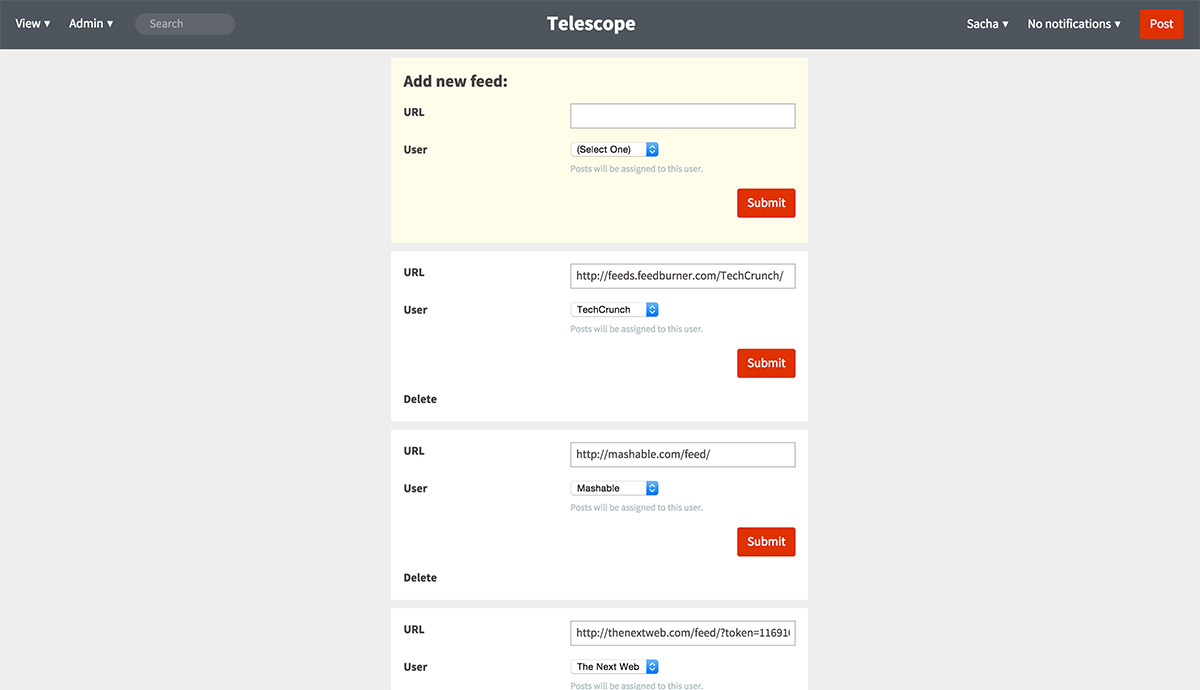 View ▾ Admin ▾ Search Telescope Sacha ▾ No notifications ▾ Post
Add new feed:
URL
User (Select One)
Posts will be assigned to this user.
Submit
URL http://feeds.feedburner.com/TechCrunch/
User TechCrunch
Posts will be assigned to this user.
Submit
Delete
URL http://mashable.com/feed/
User Mashable
Posts will be assigned to this user.
Submit
Delete
URL http://thenextweb.com/feed/?token=11691
User The Next Web
Posts will be assigned to this user.